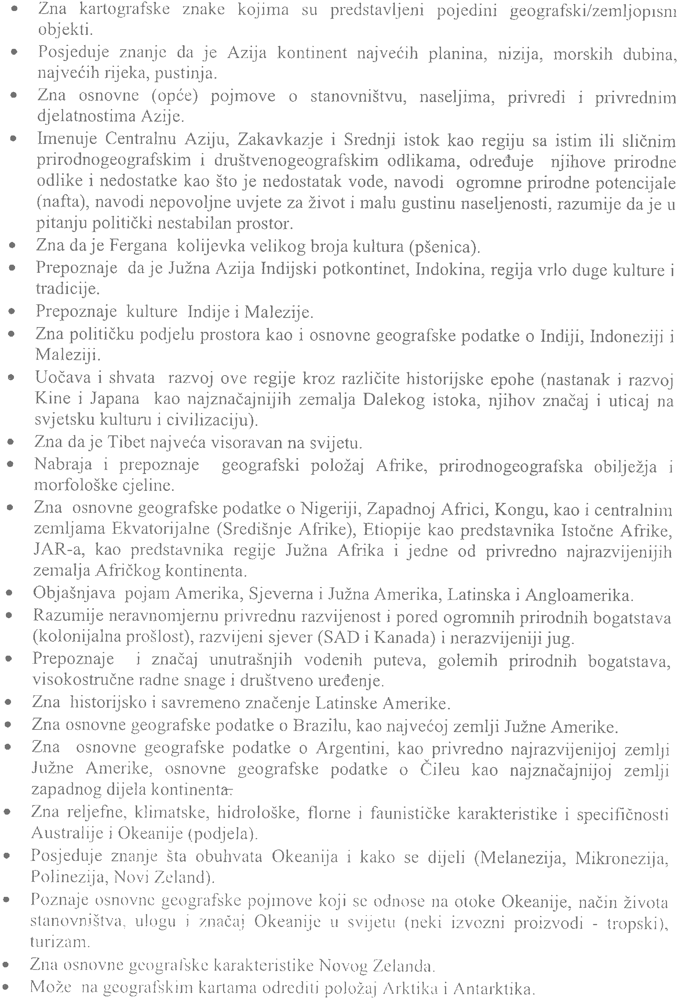 • Zna kartografske znake kojima su predstavljeni pojedini geografski/zemljopisni
objekti.
• Posjeduje znanje da je Azija kontinent najvećih planina, nizija, morskih dubina,
najvećih rijeka, pustinja.
• Zna osnovne (opće) pojmove o stanovništvu, naseljima, privredi i privrednim
djelatnostima Azije.
• Imenuje Centralnu Aziju, Zakavkazje i Srednji istok kao regiju sa istim ili sličnim
prirodnogeografskim i društvenogeografskim odlikama, određuje njihove prirodne
odlike i nedostatke kao što je nedostatak vode, navodi ogromne prirodne potencijale
(nafta), navodi nepovoljne uvjete za život i malu gustinu naseljenosti, razumije da je u
pitanju politički nestabilan prostor.
• Zna da je Fergana kolijevka velikog broja kultura (pšenica).
• Prepoznaje da je Južna Azija Indijski potkontinet, Indokina, regija vrlo duge kulture i
tradicije.
• Prepoznaje kulture Indije i Malezije.
• Zna političku podjelu prostora kao i osnovne geografske podatke o Indiji, Indoneziji i
Maleziji.
• Uočava i shvata razvoj ove regije kroz različite historijske epohe (nastanak i razvoj
Kine i Japana kao najznačajnijih zemalja Dalekog istoka, njihov značaj i uticaj na
svjetsku kulturu i civilizaciju).
• Zna da je Tibet najveća visoravan na svijetu.
• Nabraja i prepoznaje geografski položaj Afrike, prirodnogeografska obilježja i
morfološke cjeline.
• Zna osnovne geografske podatke o Nigeriji, Zapadnoj Africi, Kongu, kao i centralnim
zemljama Ekvatorijalne (Središnje Afrike), Etiopije kao predstavnika Istočne Afrike,
JAR-a, kao predstavnika regije Južna Afrika i jedne od privredno najrazvijenijih
zemalja Afričkog kontinenta.
• Objašnjava pojam Amerika, Sjeverna i Južna Amerika, Latinska i Angloamerika.
• Razumije neravnomjernu privrednu razvijenost i pored ogromnih prirodnih bogatstava
(kolonijalna prošlost), razvijeni sjever (SAD i Kanada) i nerazvijeniji jug.
• Prepoznaje i značaj unutrašnjih vodenih puteva, golemih prirodnih bogatstava,
visokostručne radne snage i društveno uređenje.
• Zna historijsko i savremeno značenje Latinske Amerike.
• Zna osnovne geografske podatke o Brazilu, kao najvećoj zemlji Južne Amerike.
• Zna osnovne geografske podatke o Argentini, kao privredno najrazvijenijoj zemlji
Južne Amerike, osnovne geografske podatke o Čileu kao najznačajnijoj zemlji
zapadnog dijela kontinenta.
• Zna reljefne, klimatske, hidrološke, florne i faunističke karakteristike i specifičnosti
Australije i Okeanije (podjela).
• Posjeduje znanje šta obuhvata Okeanija i kako se dijeli (Melanezija, Mikronezija,
Polinezija, Novi Zeland).
• Poznaje osnovne geografske pojmove koji se odnose na otoke Okeanije, način života
stanovništva, ulogu i značaj Okeanije u svijetu (neki izvozni proizvodi - tropski),
turizam.
• Zna osnovne geografske karakteristike Novog Zelanda.
• Može na geografskim kartama odrediti položaj Arktika i Antarktika.